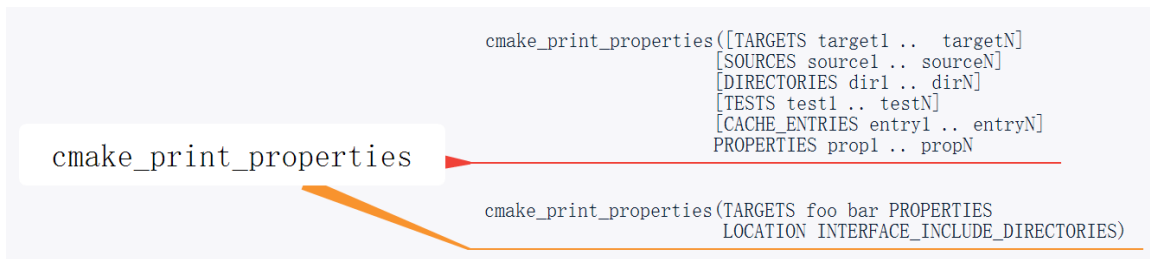 cmake_print_properties
cmake_print_properties([TARGETS target1 ..  targetN]
[SOURCES source1 .. sourceN]
[DIRECTORIES dir1 .. dirN]
[TESTS test1 .. testN]
[CACHE_ENTRIES entry1 .. entryN]
PROPERTIES prop1 .. propN
cmake_print_properties(TARGETS foo bar PROPERTIES
LOCATION INTERFACE_INCLUDE_DIRECTORIES)